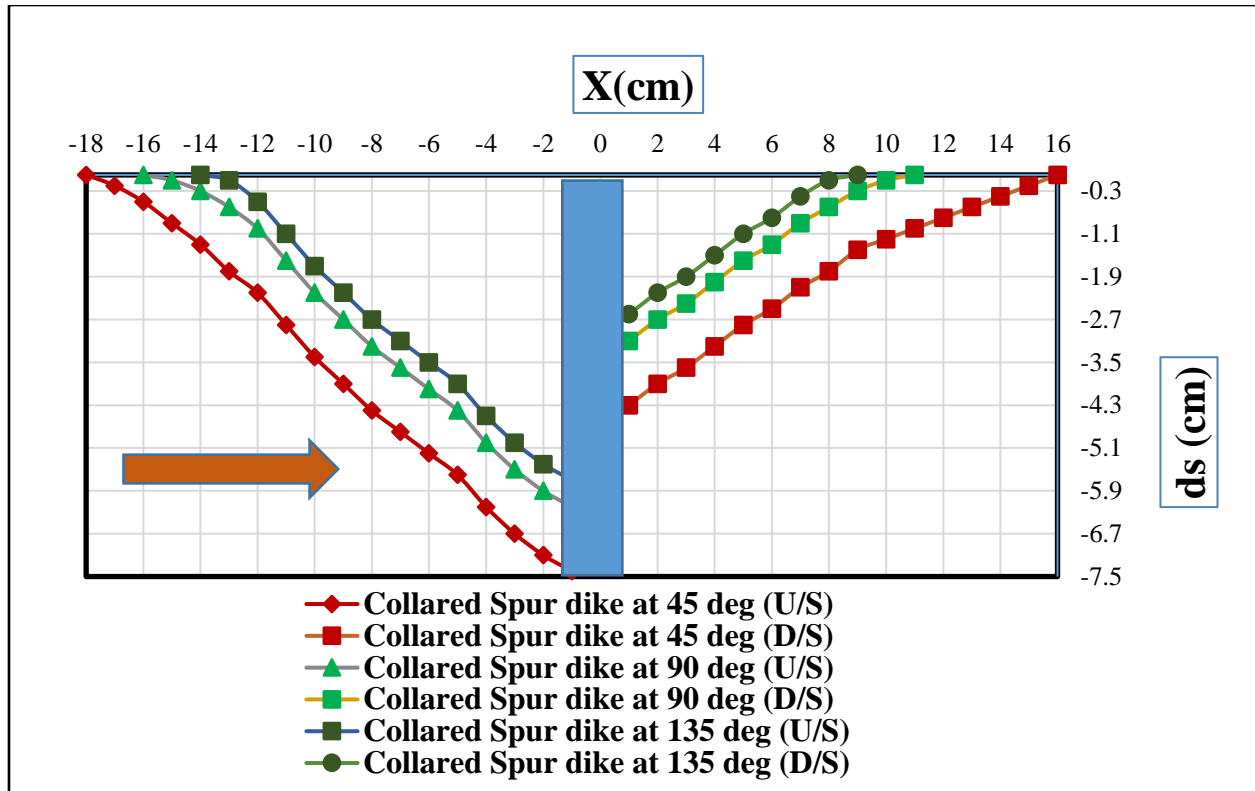 X(cm)
-18 -16 -14 -12 -10 -8 -6 -4 -2 0 2 4 6 8 10 12 14 16
-0.3
-1.1
-1.9
-2.7
-3.5
-4.3
-5.1
-5.9
-6.7
-7.5
ds (cm)
Collared Spur dike at 45 deg (U/S)
Collared Spur dike at 45 deg (D/S)
Collared Spur dike at 90 deg (U/S)
Collared Spur dike at 90 deg (D/S)
Collared Spur dike at 135 deg (U/S)
Collared Spur dike at 135 deg (D/S)